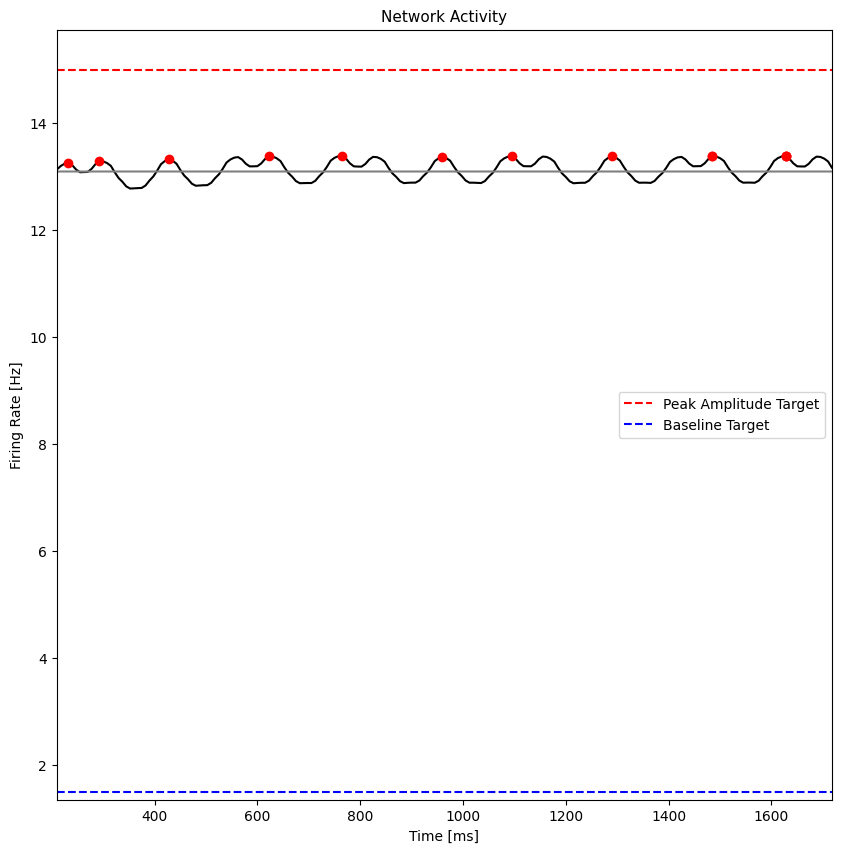 Network Activity
Firing Rate [Hz]
14
12
10
8
6
4
2
Peak Amplitude Target
Baseline Target
400
600
800
1000
1200
1400
1600
Time [ms]